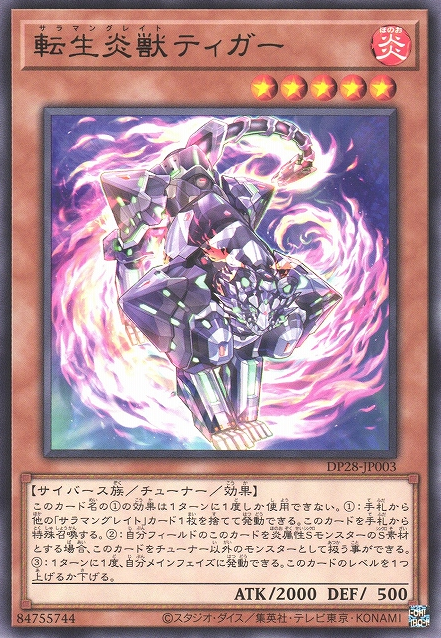 サラマングレイト
転生炎獣ティガー
ほのお
炎
DP28-JP003
【サイバース族／チューナー／効果】
このカード名の①の効果は１ターンに１度しか使用できない。①：手札から
他の「サラマングレイト」カード１枚を捨てて発動できる。このカードを手札から
特殊召喚する。②：自分フィールドのこのカードを炎属性SモンスターのS素材
とする場合、このカードをチューナー以外のモンスターとして扱う事ができる。
③：１ターンに１度、自分メインフェイズに発動できる。このカードのレベルを１つ
上げるか下げる。
ATK/2000 DEF/ 500
84755744
©スタジオ・ダイス／集英社・テレビ東京・KONAMI